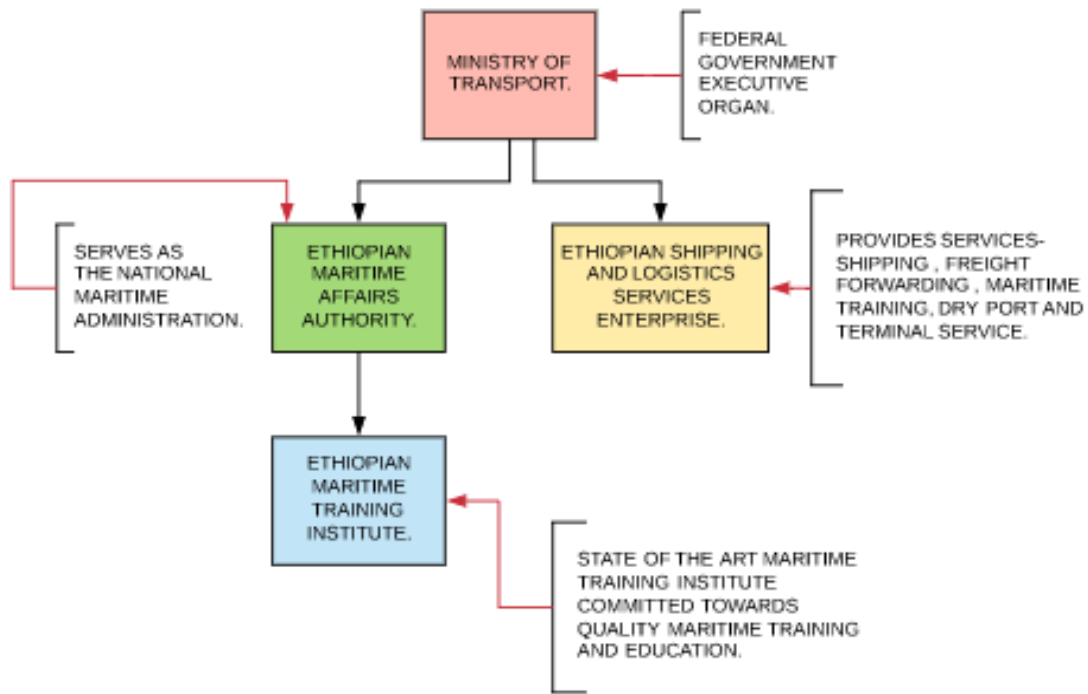 MINISTRY OF
TRANSPORT.
FEDERAL
GOVERNMENT
EXECUTIVE
ORGAN.
SERVES AS
THE NATIONAL
MARITIME
ADMINISTRATION.
ETHIOPIAN
MARITIME
AFFAIRS
AUTHORITY.
ETHIOPIAN SHIPPING
AND LOGISTICS
SERVICES
ENTERPRISE.
PROVIDES SERVICES-
SHIPPING , FREIGHT
FORWARDING , MARITIME
TRAINING, DRY PORT AND
TERMINAL SERVICE.
ETHIOPIAN
MARITIME
TRAINING
INSTITUTE.
STATE OF THE ART MARITIME
TRAINING INSTITUTE
COMMITTED TOWARDS
QUALITY MARITIME TRAINING
AND EDUCATION.